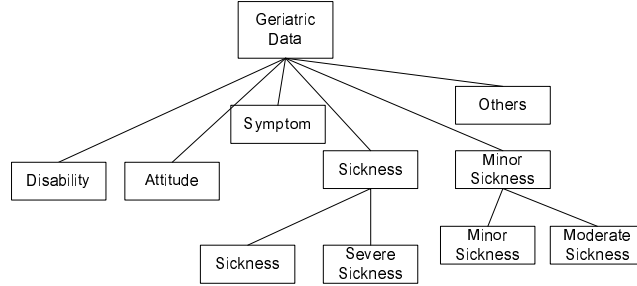 Geriatric
Data
Others
Symptom
Sickness
Minor
Sickness
Disability
Attitude
Sickness
Severe
Sickness
Minor
Sickness
Moderate
Sickness